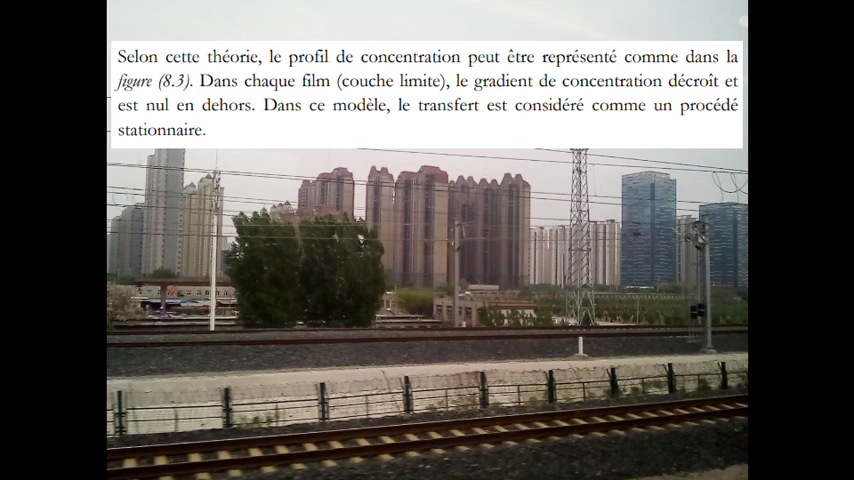 Selon cette théorie, le profil de concentration peut être représenté comme dans la
figure (8.3). Dans chaque film (couche limite), le gradient de concentration décroît et
est nul en dehors. Dans ce modèle, le transfert est considéré comme un procédé
stationnaire.